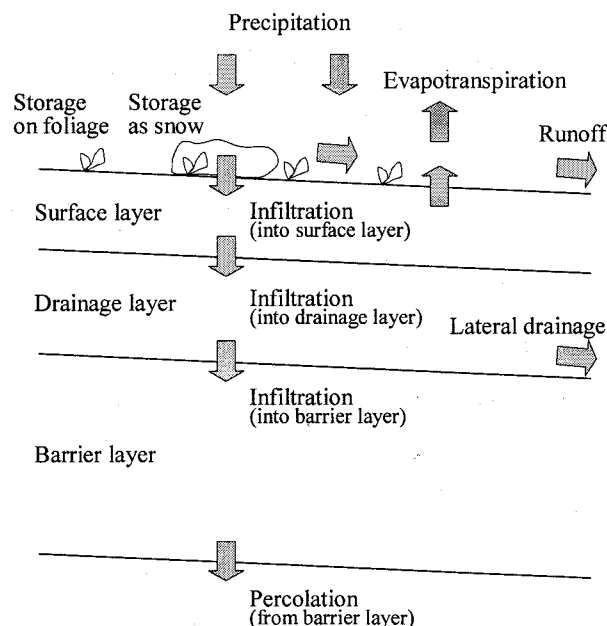 Precipitation
Evapotranspiration
Storage
on foliage
Storage
as snow
Runoff
Surface layer
Infiltration
(into surface layer)
Drainage layer
Infiltration
(into drainage layer)
Lateral drainage
Infiltration
(into barrier layer)
Barrier layer
Percolation
(from barrier layer)